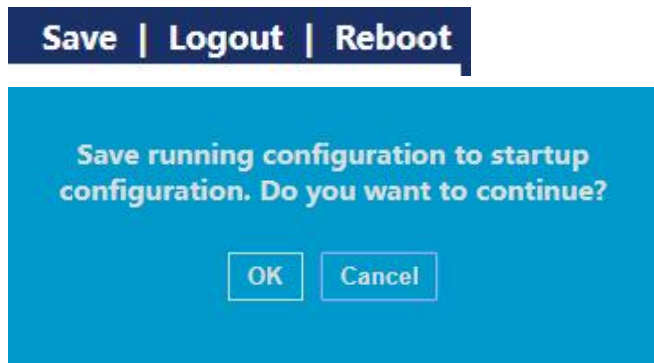 Save | Logout | Reboot
Save running configuration to startup
configuration. Do you want to continue?
OK Cancel